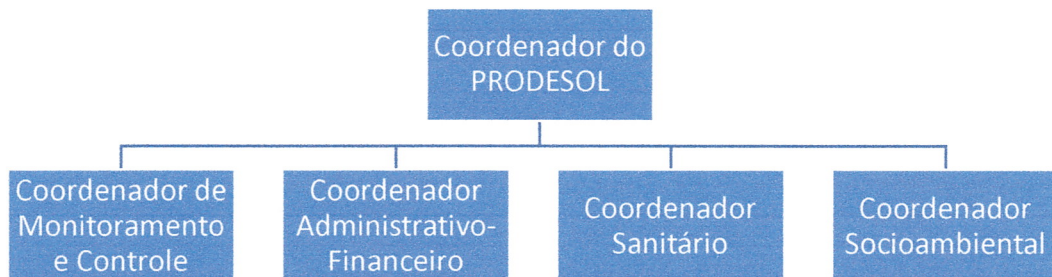 Coordenador do
PRODESOL
Coordenador de
Monitoramento
e Controle
Coordenador
Administrativo-
Financeiro
Coordenador
Sanitário
Coordenador
Socioambiental